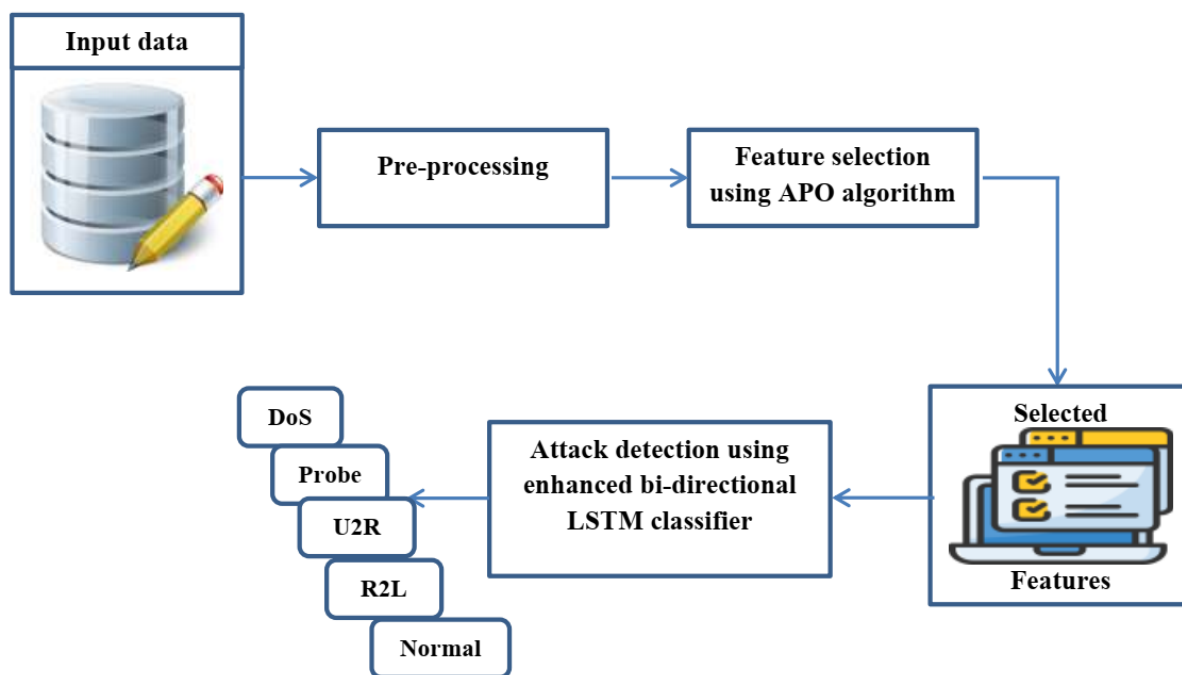 Input data
Pre-processing
Feature selection
using APO algorithm
Selected
Features
Attack detection using
enhanced bi-directional
LSTM classifier
DoS
Probe
U2R
R2L
Normal